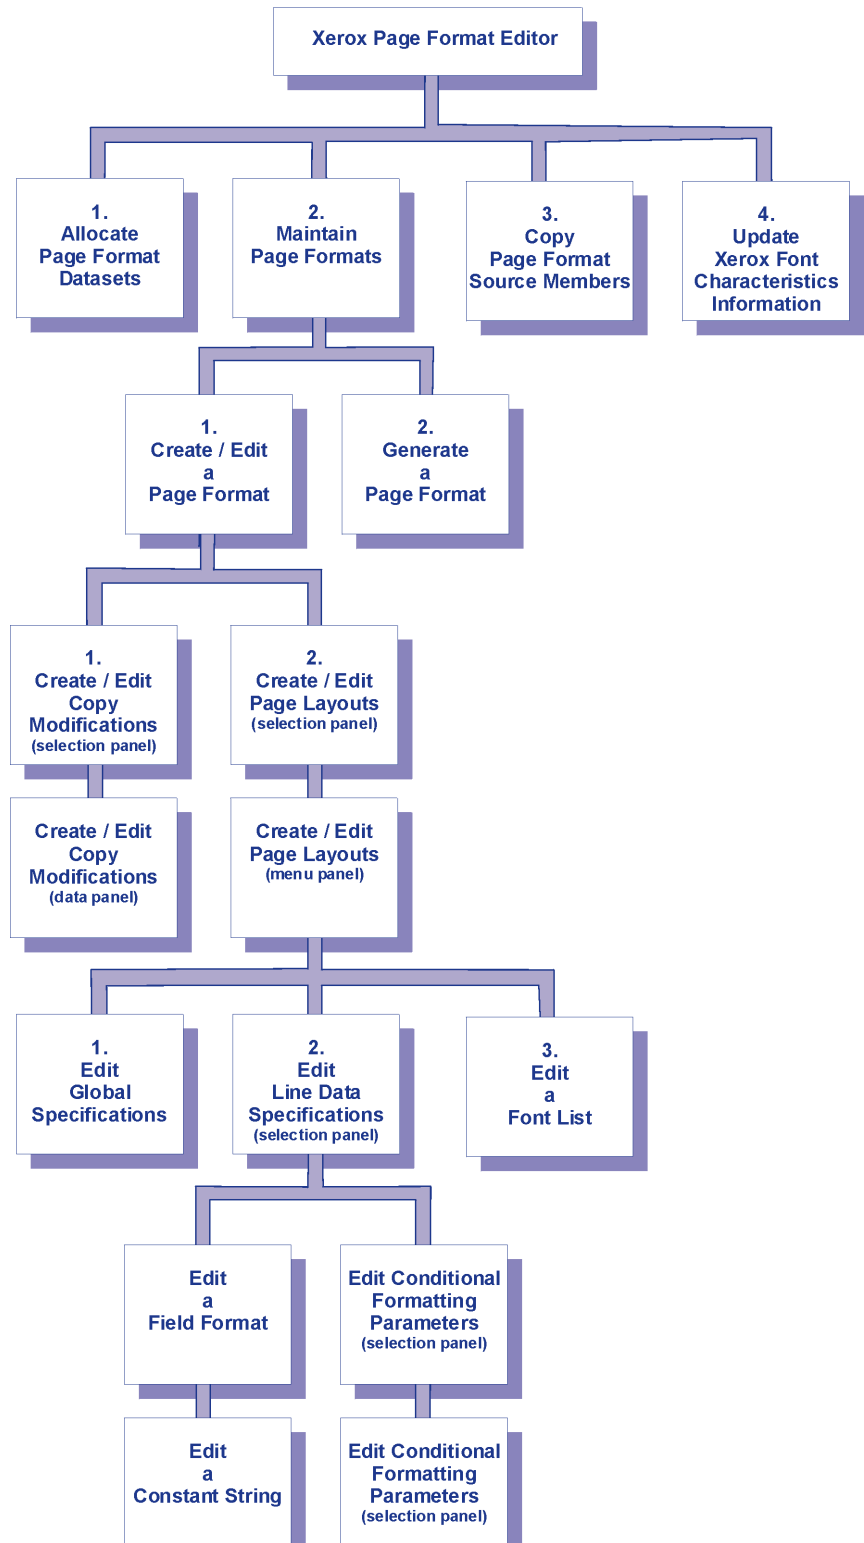 Xerox Page Format Editor
1.
Allocate
Page Format
Datasets
2.
Maintain
Page Formats
3.
Copy
Page Format
Source Members
4.
Update
Xerox Font
Characteristics
Information
1.
Create / Edit
a
Page Format
2.
Generate
a
Page Format
1.
Create / Edit
Copy
Modifications
(selection panel)
2.
Create / Edit
Page Layouts
(selection panel)
Create / Edit
Copy
Modifications
(data panel)
Create / Edit
Page Layouts
(menu panel)
1.
Edit
Global
Specifications
2.
Edit
Line Data
Specifications
(selection panel)
3.
Edit
a
Font List
Edit
a
Field Format
Edit Conditional
Formatting
Parameters
(selection panel)
Edit
a
Constant String
Edit Conditional
Formatting
Parameters
(selection panel)